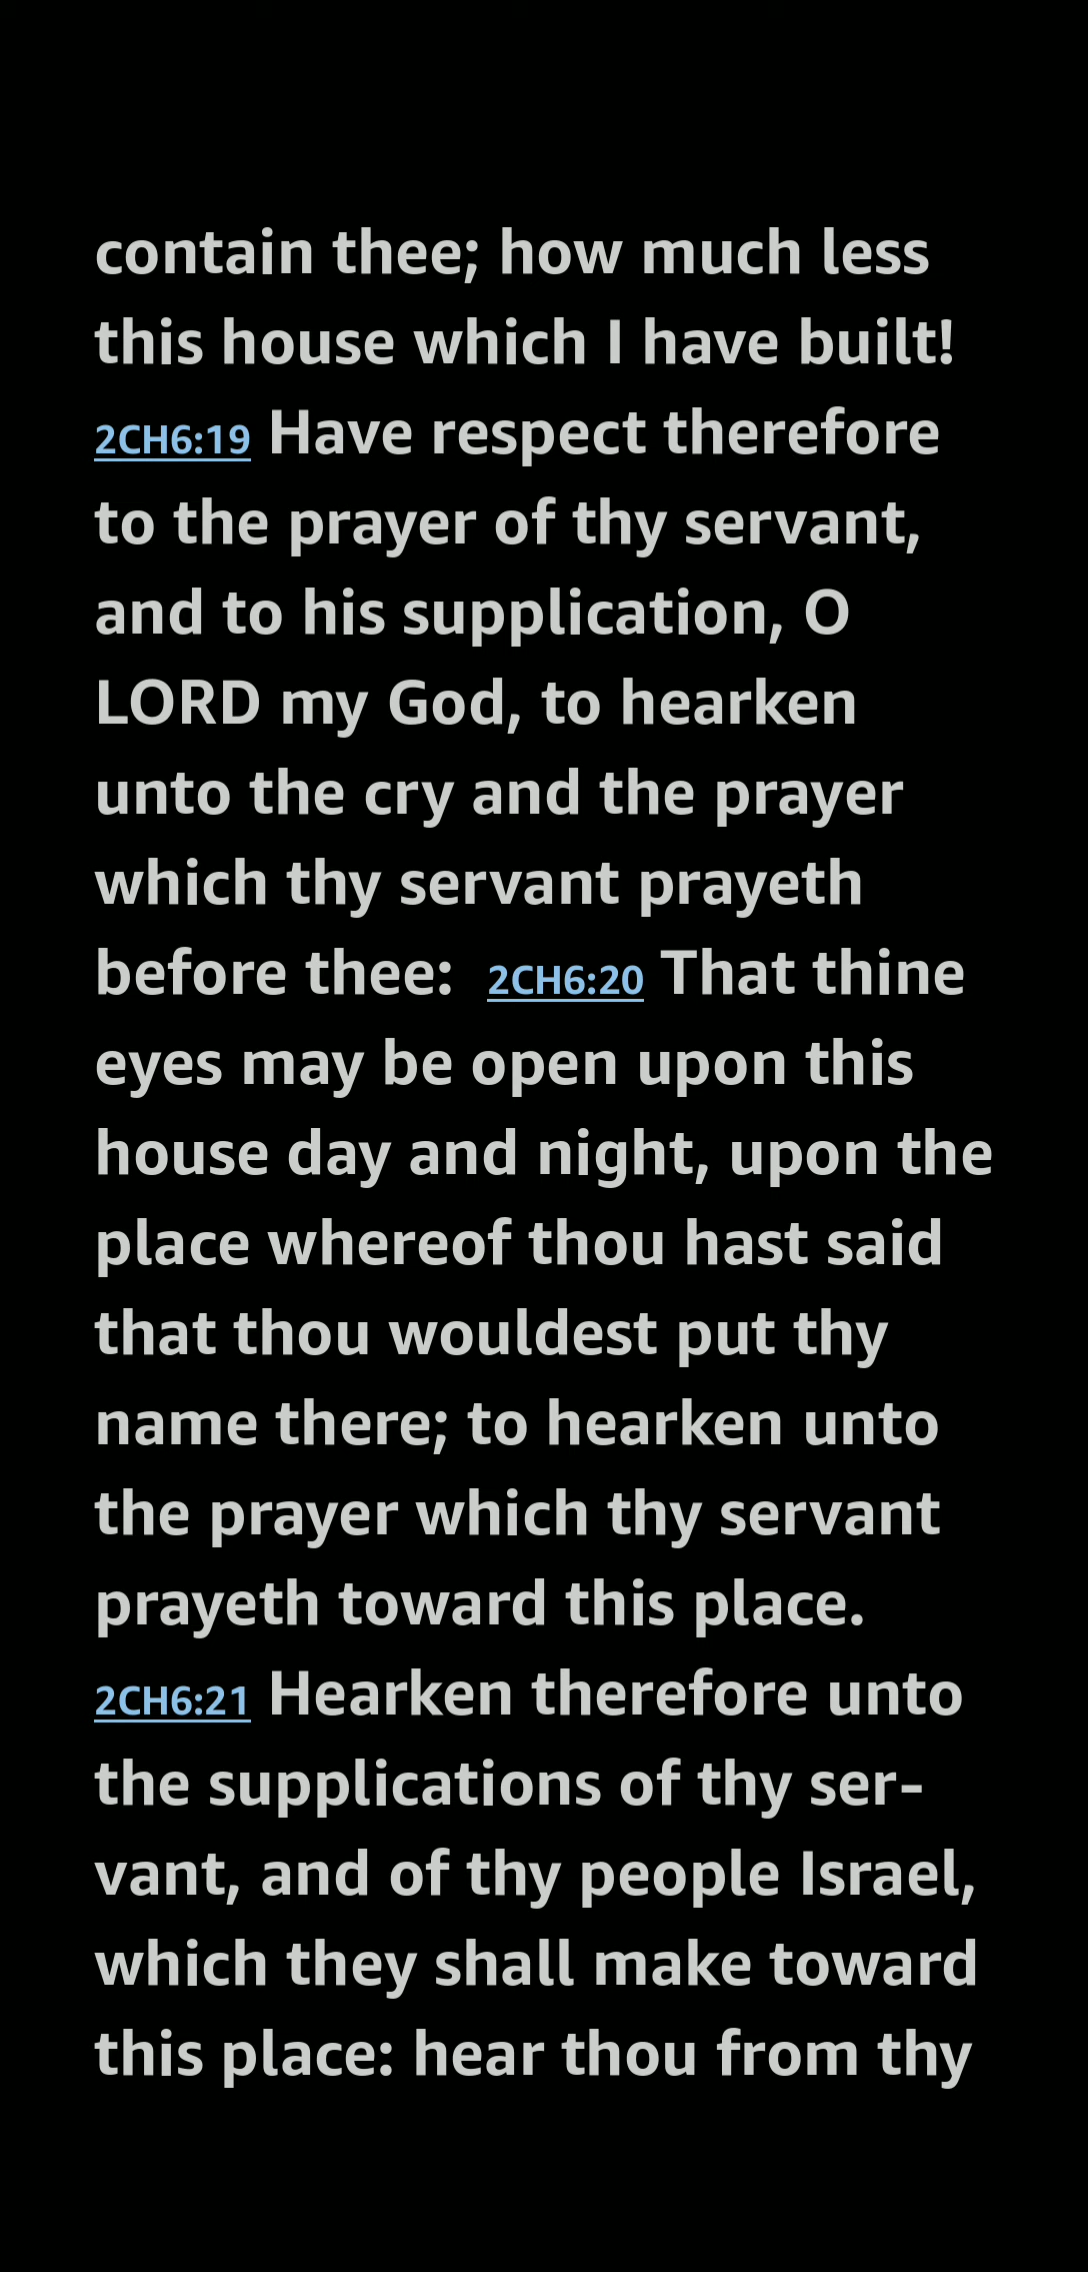 contain thee; how much less
this house which I have built!
2CH6:19 Have respect therefore
to the prayer of thy servant,
and to his supplication, O
LORD my God, to hearken
unto the cry and the prayer
which thy servant prayeth
before thee: 2CH6:20 That thine
eyes may be open upon this
house day and night, upon the
place whereof thou hast said
that thou wouldest put thy
name there; to hearken unto
the prayer which thy servant
prayeth toward this place.
2CH6:21 Hearken therefore unto
the supplications of thy ser-
vant, and of thy people Israel,
which they shall make toward
this place: hear thou from thy